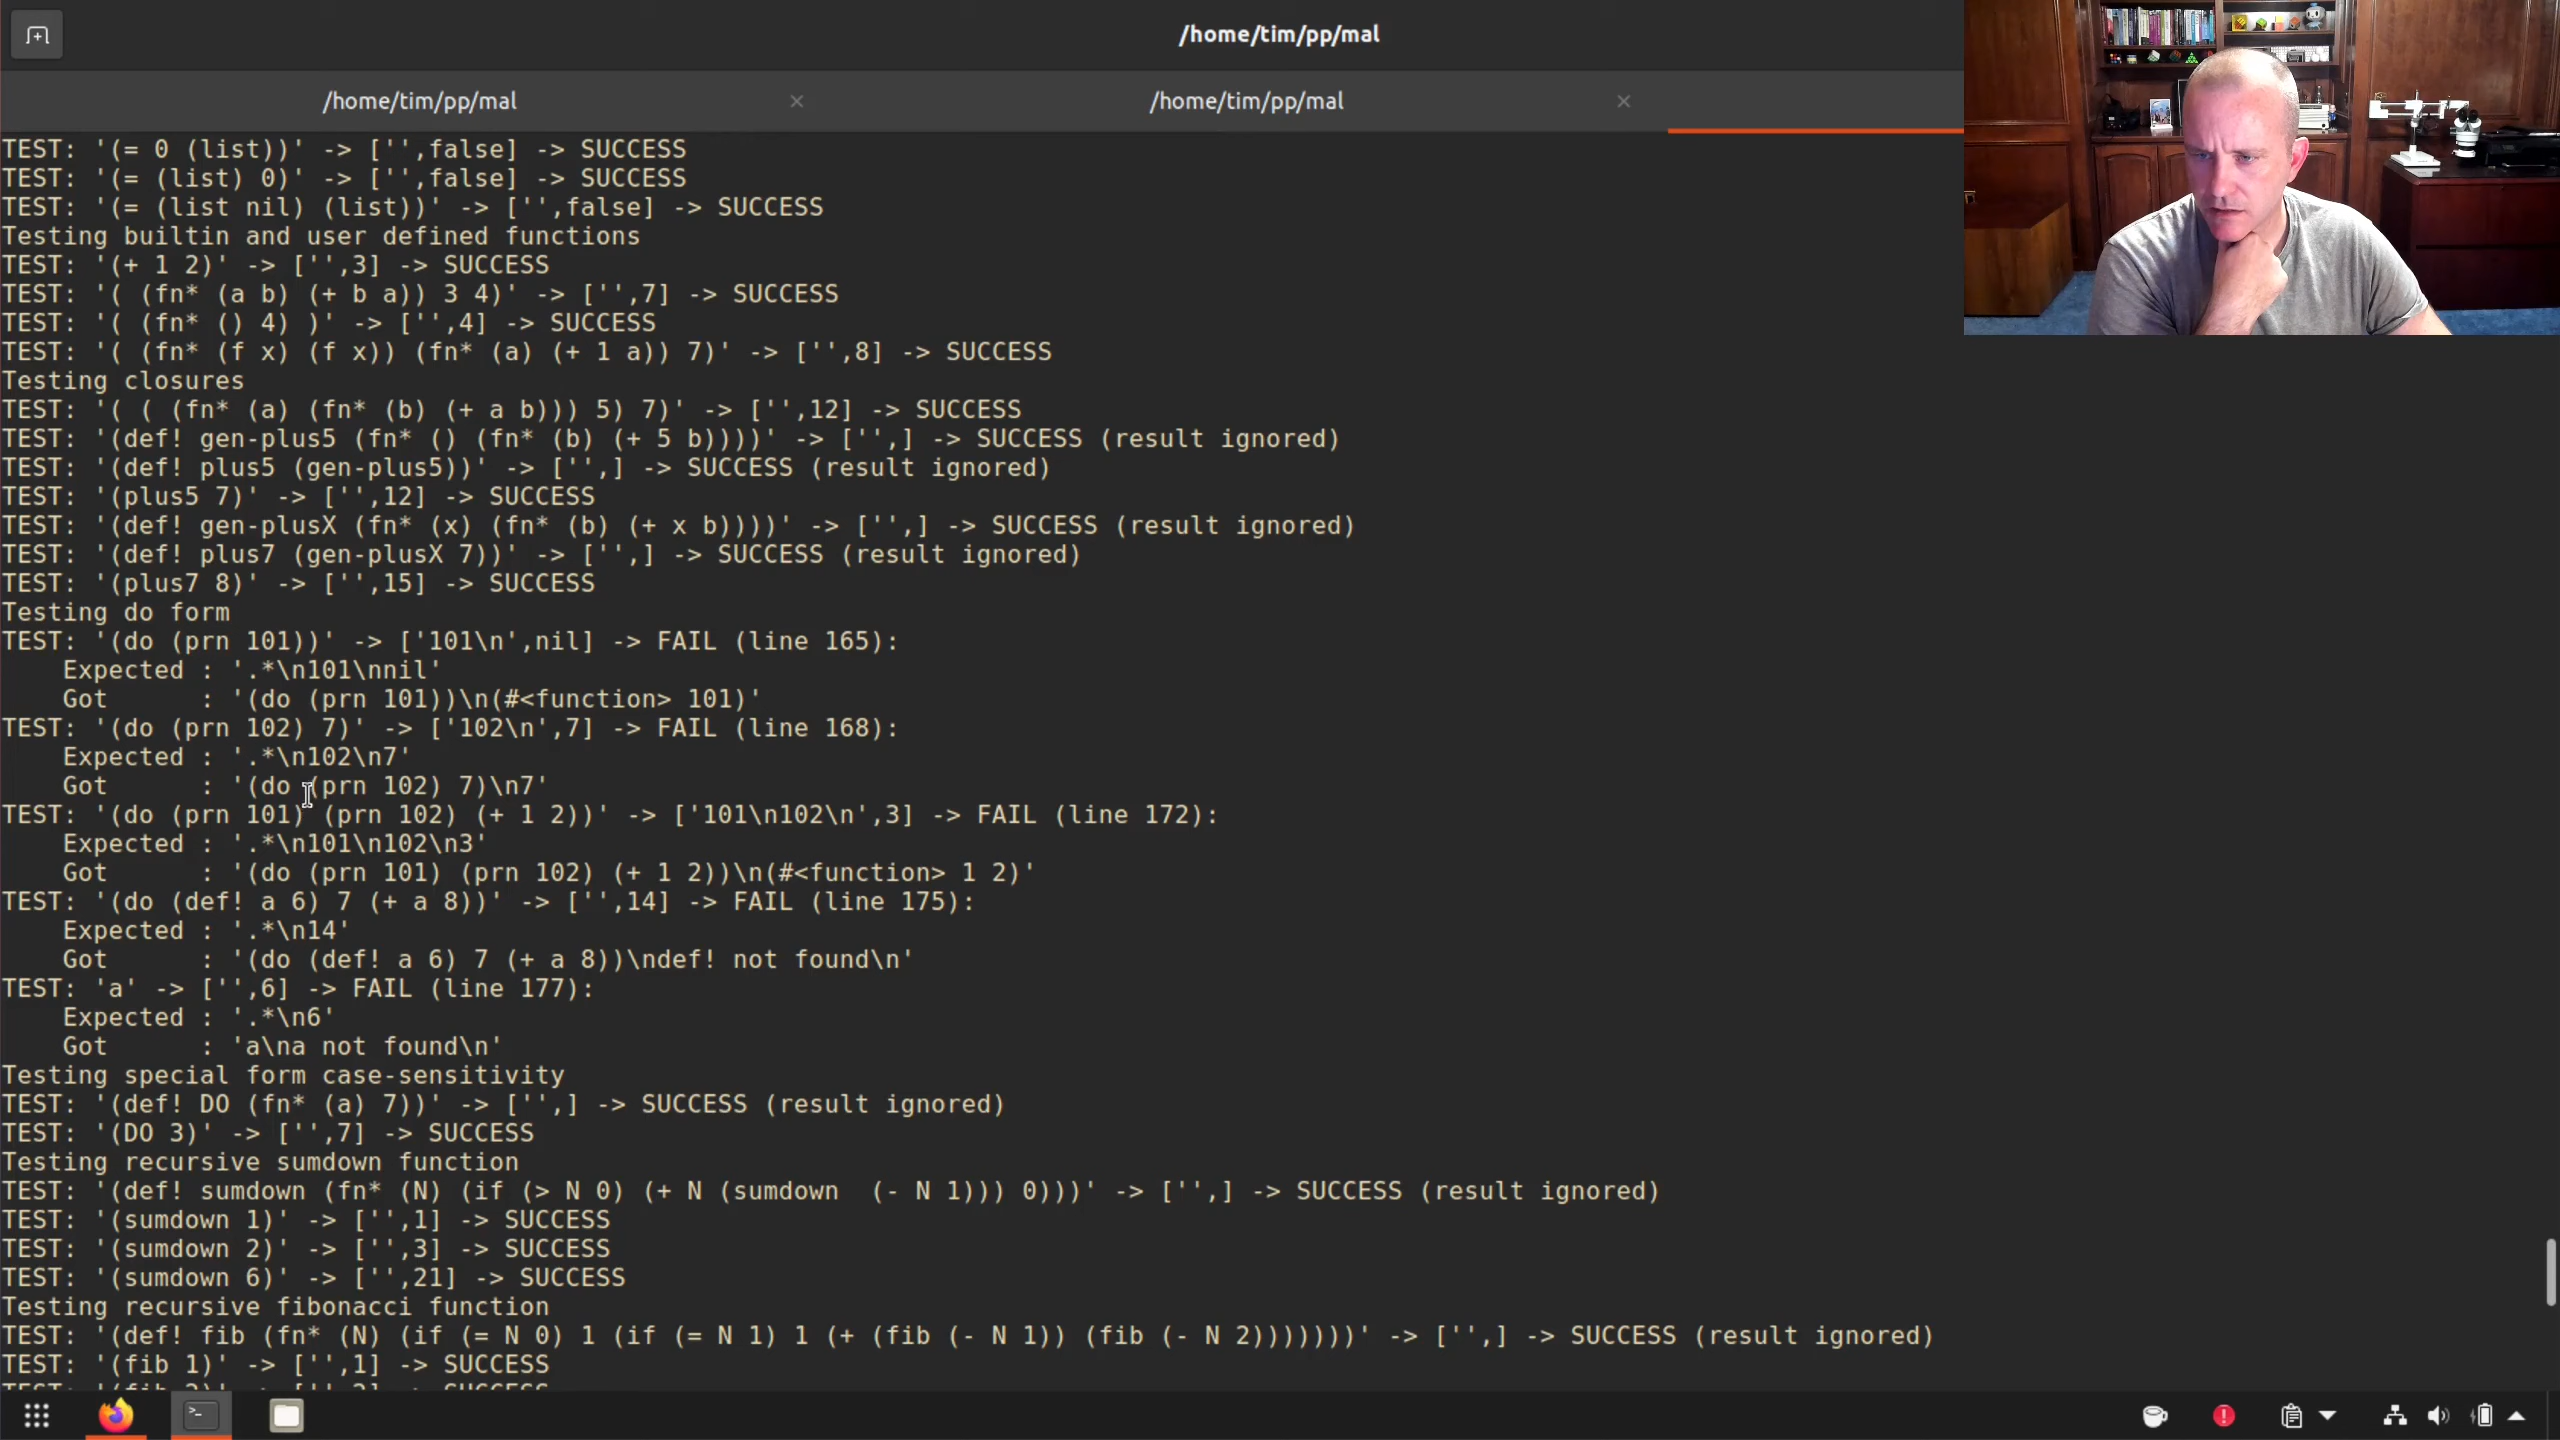 /home/tim/pp/mal
/home/tim/pp/mal × /home/tim/pp/mal ×
TEST: '(= 0 (list))' -> ['',false] -> SUCCESS
TEST: '(= (list) 0)' -> ['',false] -> SUCCESS
TEST: '(= (list nil) (list))' -> ['',false] -> SUCCESS
Testing builtin and user defined functions
TEST: '(+ 1 2)' -> ['',3] -> SUCCESS
TEST: '( (fn* (a b) (+ b a)) 3 4)' -> ['',7] -> SUCCESS
TEST: '( (fn* () 4) )' -> ['',4] -> SUCCESS
TEST: '( (fn* (f x) (f x)) (fn* (a) (+ 1 a)) 7)' -> ['',8] -> SUCCESS
Testing closures
TEST: '( ( (fn* (a) (fn* (b) (+ a b))) 5) 7)' -> ['',12] -> SUCCESS
TEST: '(def! gen-plus5 (fn* () (fn* (b) (+ 5 b))))' -> ['',] -> SUCCESS (result ignored)
TEST: '(def! plus5 (gen-plus5))' -> ['',] -> SUCCESS (result ignored)
TEST: '(plus5 7)' -> ['',12] -> SUCCESS
TEST: '(def! gen-plusX (fn* (x) (fn* (b) (+ x b))))' -> ['',] -> SUCCESS (result ignored)
TEST: '(def! plus7 (gen-plusX 7))' -> ['',] -> SUCCESS (result ignored)
TEST: '(plus7 8)' -> ['',15] -> SUCCESS
Testing do form
TEST: '(do (prn 101))' -> ['101\n',nil] -> FAIL (line 165):
Expected : '.*\n101\nnil'
Got : '(do (prn 101))\n(#<function> 101)'
TEST: '(do (prn 102) 7)' -> ['102\n',7] -> FAIL (line 168):
Expected : '.*\n102\n7'
Got : '(do (prn 102) 7)\n7'
TEST: '(do (prn 101) (prn 102) (+ 1 2))' -> ['101\n102\n',3] -> FAIL (line 172):
Expected : '.*\n101\n102\n3'
Got : '(do (prn 101) (prn 102) (+ 1 2))\n(#<function> 1 2)'
TEST: '(do (def! a 6) 7 (+ a 8))' -> ['',14] -> FAIL (line 175):
Expected : '.*\n14'
Got : '(do (def! a 6) 7 (+ a 8))\ndef! not found\n'
TEST: 'a' -> ['',6] -> FAIL (line 177):
Expected : '.*\n6'
Got : 'a\na not found\n'
Testing special form case-sensitivity
TEST: '(def! DO (fn* (a) 7))' -> ['',] -> SUCCESS (result ignored)
TEST: '(DO 3)' -> ['',7] -> SUCCESS
Testing recursive sumdown function
TEST: '(def! sumdown (fn* (N) (if (> N 0) (+ N (sumdown  (- N 1))) 0)))' -> ['',] -> SUCCESS (result ignored)
TEST: '(sumdown 1)' -> ['',1] -> SUCCESS
TEST: '(sumdown 2)' -> ['',3] -> SUCCESS
TEST: '(sumdown 6)' -> ['',21] -> SUCCESS
Testing recursive fibonacci function
TEST: '(def! fib (fn* (N) (if (= N 0) 1 (if (= N 1) 1 (+ (fib (- N 1)) (fib (- N 2)))))))' -> ['',] -> SUCCESS (result ignored)
TEST: '(fib 1)' -> ['',1] -> SUCCESS